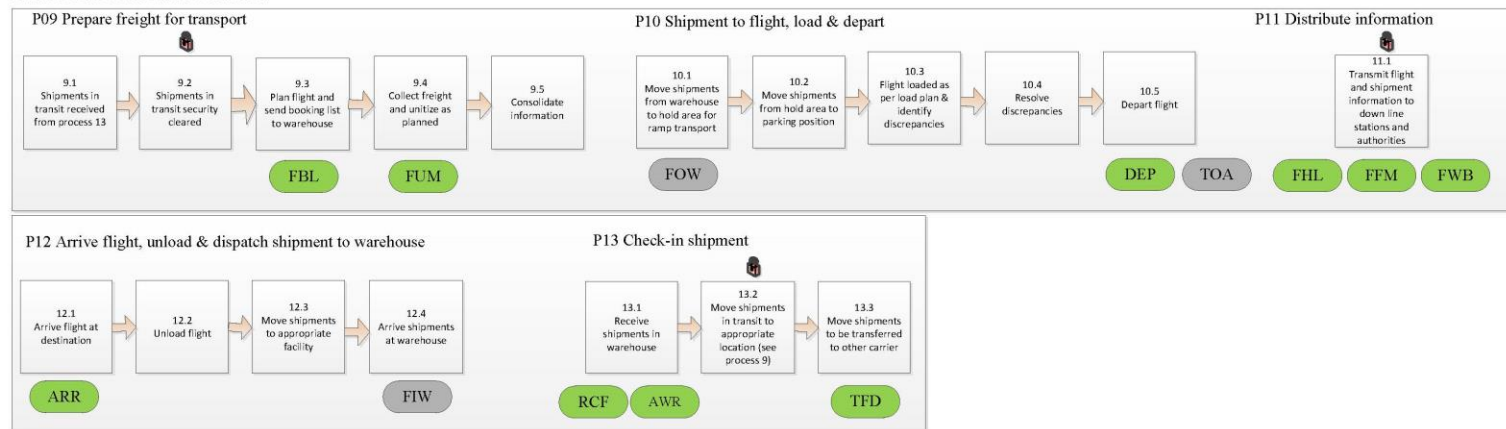 P09 Prepare freight for transport
9.1
Shipments in
transit received
from process 13
9.2
Shipments in
transit security
cleared
9.3
Plan flight and
send booking list
to warehouse
9.4
Collect freight
and unitize as
planned
9.5
Consolidate
information
FBL
FUM
P10 Shipment to flight, load & depart
10.1
Move shipments
from warehouse
to hold area for
ramp transport
10.2
Move shipments
from hold area to
parking position
10.3
Flight loaded as
per load plan &
identify
discrepancies
10.4
Resolve
discrepancies
10.5
Depart flight
FOW
DEP
TOA
P11 Distribute information
11.1
Transmit flight
and shipment
information to
down line
stations and
authorities
FHL
FFM
FWB
P12 Arrive flight, unload & dispatch shipment to warehouse
12.1
Arrive flight at
destination
12.2
Unload flight
12.3
Move shipments
to appropriate
facility
12.4
Arrive shipments
at warehouse
ARR
FIW
P13 Check-in shipment
13.1
Receive
shipments in
warehouse
13.2
Move shipments
in transit to
appropriate
location (see
process 9)
13.3
Move shipments
to be transferred
to other carrier
RCF
AWR
TFD